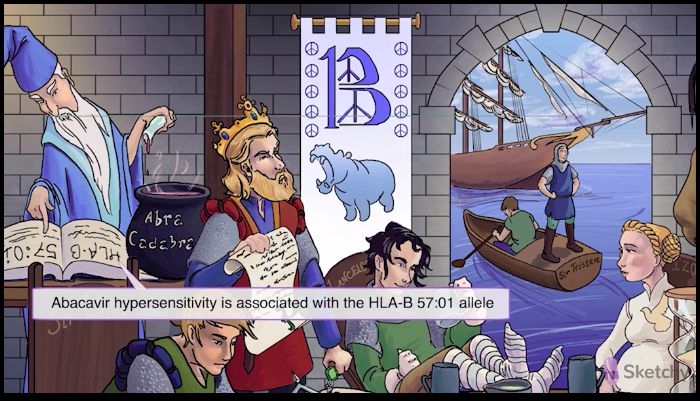 B
HLA-B
57:01
Abra
Cadabra
Sir Tristan
Abacavir hypersensitivity is associated with the HLA-B 57:01 allele
Sketchy